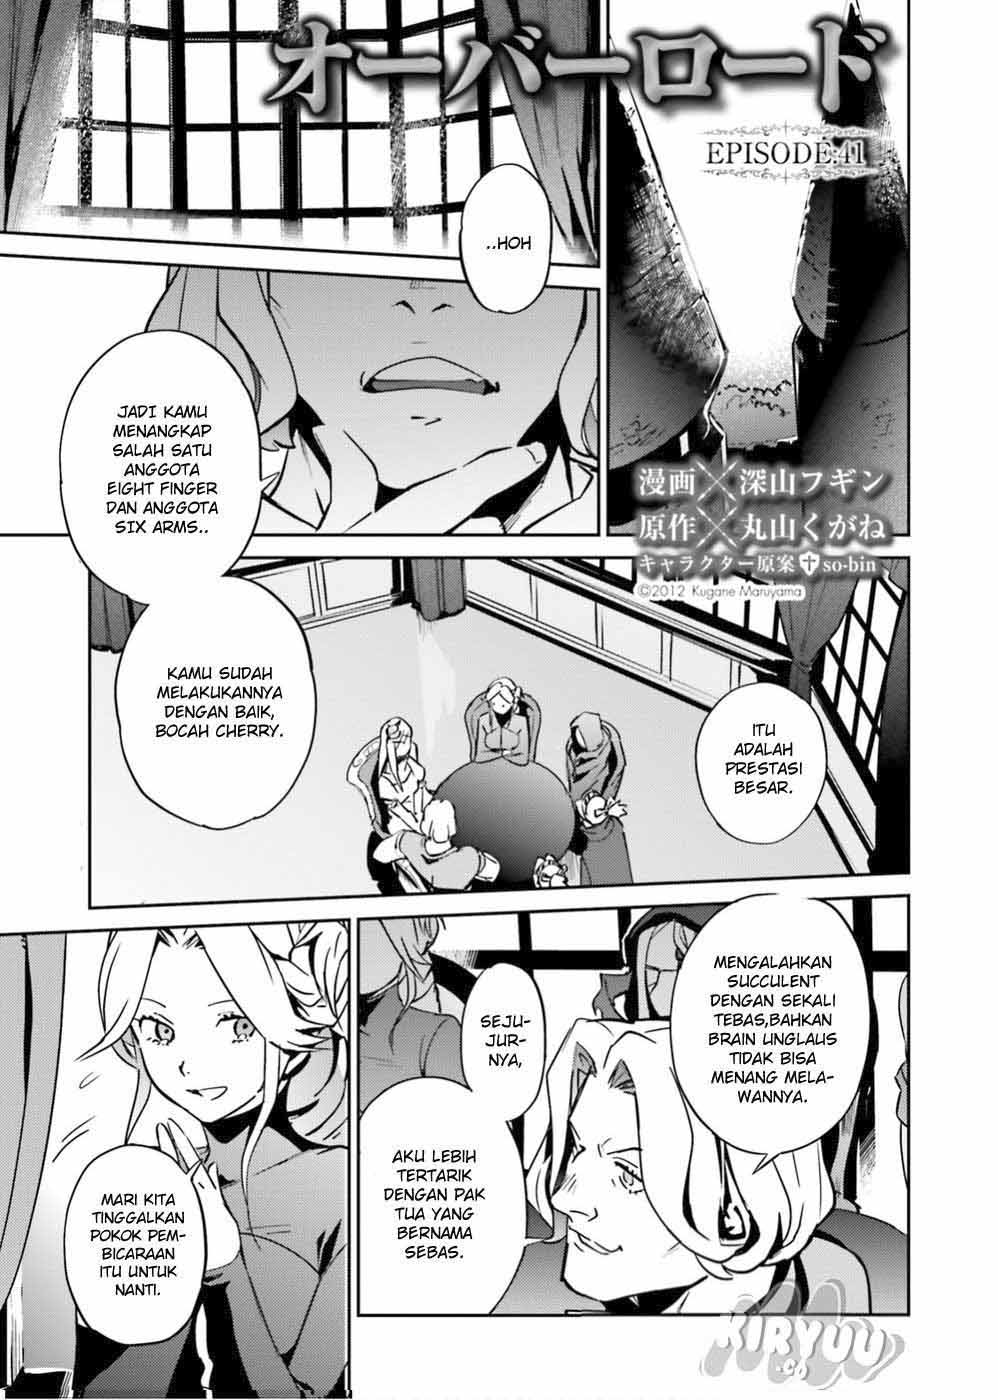 オーバーロード
EPISODE:41
..HOH
JADI KAMU
MENANGKAP
SALAH SATU
ANGGOTA
EIGHT FINGER
DAN ANGGOTA
SIX ARMS..
漫画×深山フギン
原作×丸山くがね
キャラクター原案 so-bin
©2012 Kugane Maruyama
ITU
ADALAH
PRESTASI
BESAR.
KAMU SUDAH
MELAKUKANNYA
DENGAN BAIK,
BOCAH CHERRY.
MENGALAHKAN
SUCCULENT
DENGAN SEKALI
TEBAS,BAHKAN
BRAIN UNGLAUS
TIDAK BISA
MENANG MELA-
WANNYA.
SEJU-
JUR-
NYA,
AKU LEBIH
TERTARIK
DENGAN PAK
TUA YANG
BERNAMA
SEBAS.
MARI KITA
TINGGALKAN
POKOK PEM-
BICARAAN
ITU UNTUK
NANTI.
KIRYUU
.CO